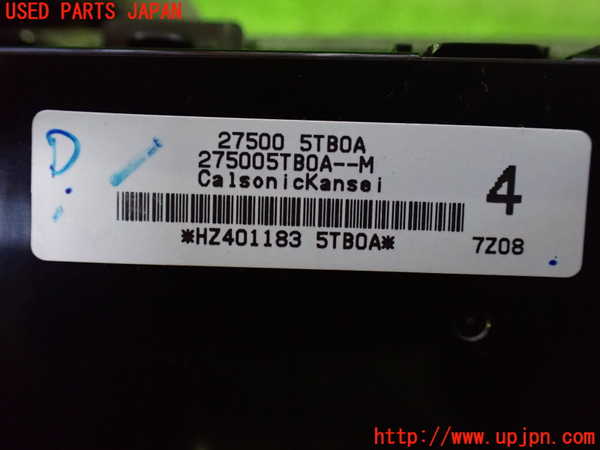 USED PARTS JAPAN
D
27500 5TB0A
275005TB0A--M
CalsonicKansei
4
*HZ401183 5TB0A*
7Z08
http://www.upjpn.com/